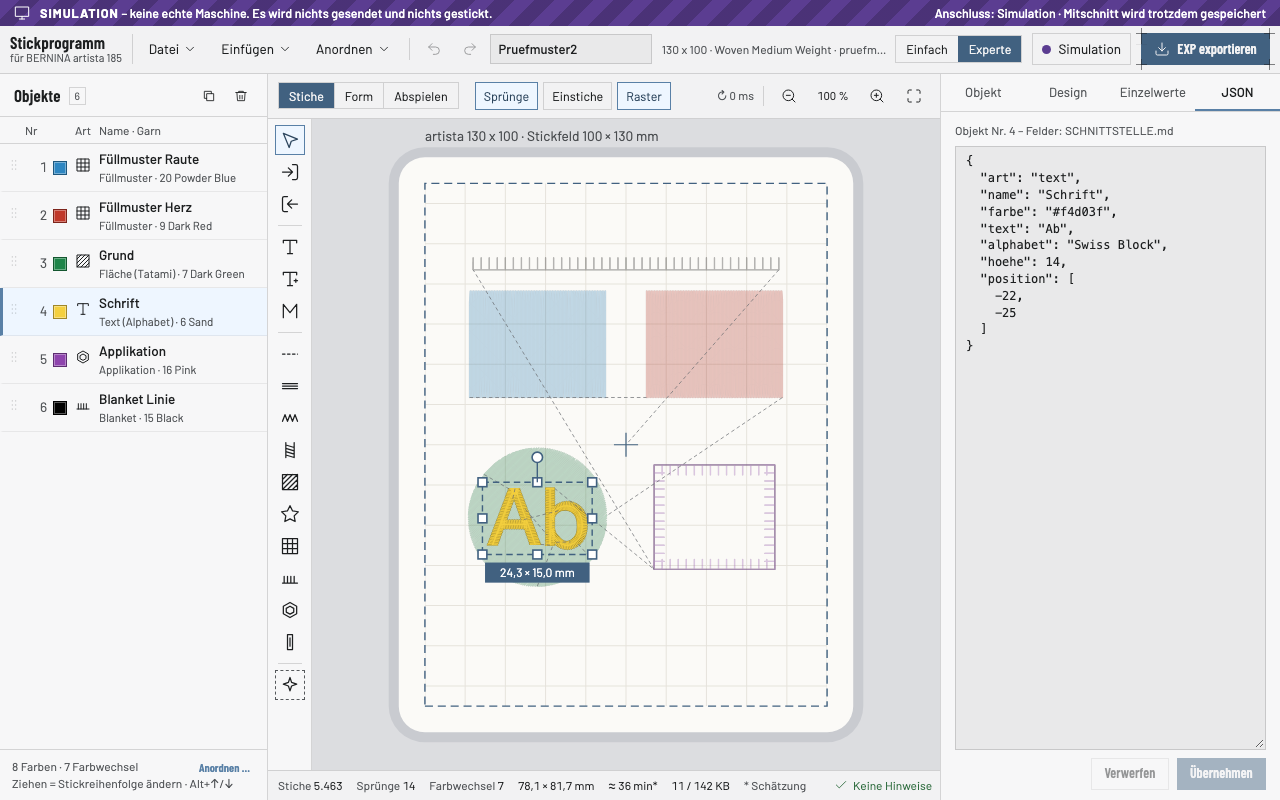 SIMULATION – keine echte Maschine. Es wird nichts gesendet und nichts gestickt.
Anschluss: Simulation · Mitschnitt wird trotzdem gespeichert
Stickprogramm
für BERNINA artista 185
Datei
Einfügen
Anordnen
Pruefmuster2
130 x 100 · Woven Medium Weight · pruefm…
Einfach
Experte
Simulation
EXP exportieren
Objekte
6
Stiche
Form
Abspielen
Sprünge
Einstiche
Raster
0 ms
100 %
Objekt
Design
Einzelwerte
JSON
Nr
Art
Name · Garn
1
Füllmuster Raute
Füllmuster · 20 Powder Blue
2
Füllmuster Herz
Füllmuster · 9 Dark Red
3
Grund
Fläche (Tatami) · 7 Dark Green
4
Schrift
Text (Alphabet) · 6 Sand
5
Applikation
Applikation · 16 Pink
6
Blanket Linie
Blanket · 15 Black
8 Farben · 7 Farbwechsel
Anordnen …
Ziehen = Stickreihenfolge ändern · Alt+↑/↓
artista 130 x 100 · Stickfeld 100 × 130 mm
Ab
24,3 × 15,0 mm
Stiche 5.463
Sprünge 14
Farbwechsel 7
78,1 × 81,7 mm
≈ 36 min*
11 / 142 KB
* Schätzung
Keine Hinweise
Objekt Nr. 4 – Felder: SCHNITTSTELLE.md
{
"art": "text",
"name": "Schrift",
"farbe": "#f4d03f",
"text": "Ab",
"alphabet": "Swiss Block",
"hoehe": 14,
"position": [
-22,
-25
]
}
Verwerfen
Übernehmen